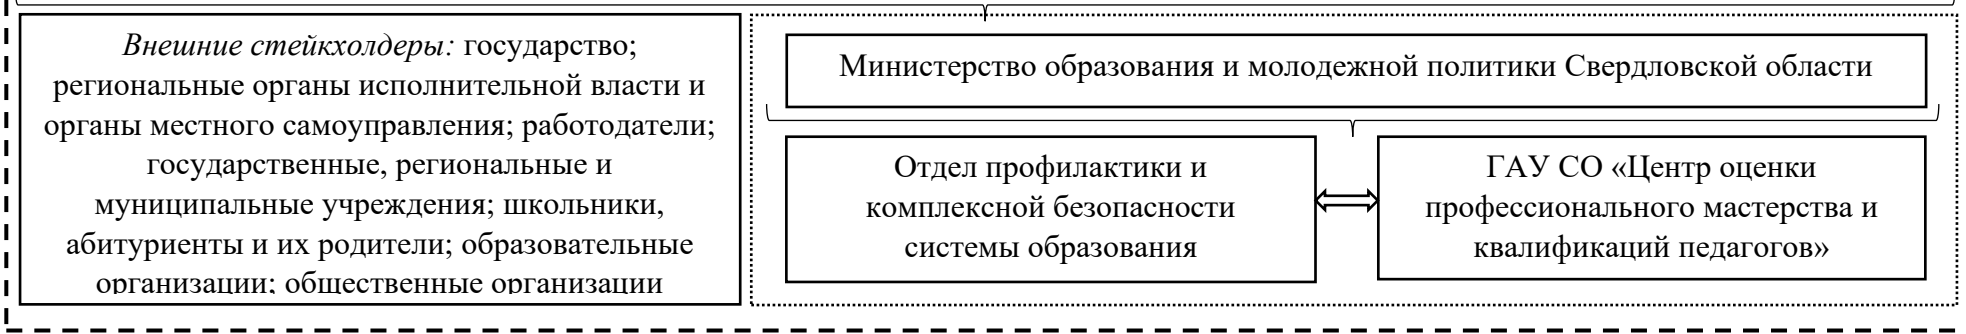 Внешние стейкхолдеры: государство;
региональные органы исполнительной власти и
органы местного самоуправления; работодатели;
государственные, региональные и
муниципальные учреждения; школьники,
абитуриенты и их родители; образовательные
организации; общественные организации
Министерство образования и молодежной политики Свердловской области
Отдел профилактики и
комплексной безопасности
системы образования
ГАУ СО «Центр оценки
профессионального мастерства и
квалификаций педагогов»